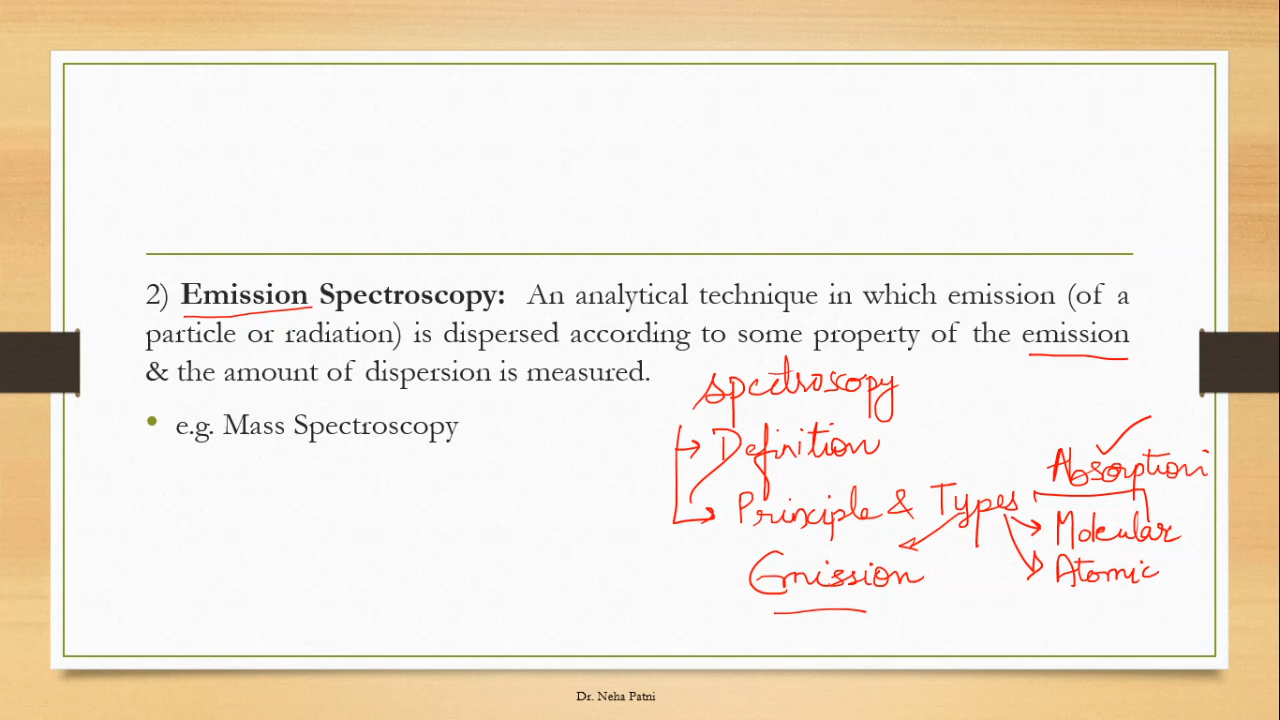 2) Emission Spectroscopy: An analytical technique in which emission (of a
particle or radiation) is dispersed according to some property of the emission
& the amount of dispersion is measured.
• e.g. Mass Spectroscopy
Spectroscopy
→ Definition
→ Principle & Types
Emission
Absorption
Molecular
Atomic
Dr. Neha Patni